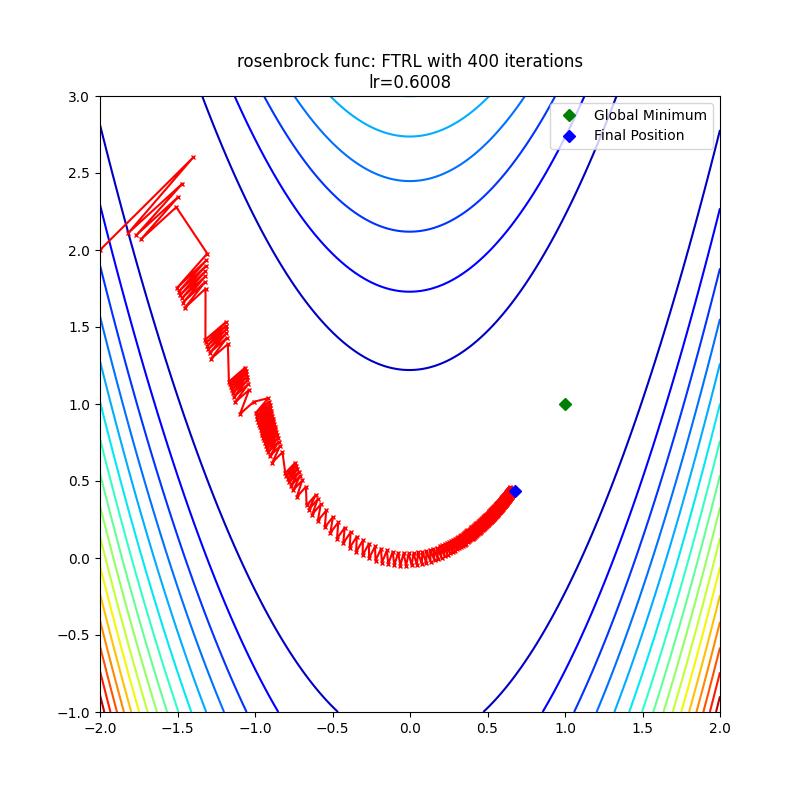 rosenbrock func: FTRL with 400 iterations
lr=0.6008
Global Minimum
Final Position
3.0
2.5
2.0
1.5
1.0
0.5
0.0
−0.5
−1.0
−2.0 −1.5 −1.0 −0.5 0.0 0.5 1.0 1.5 2.0